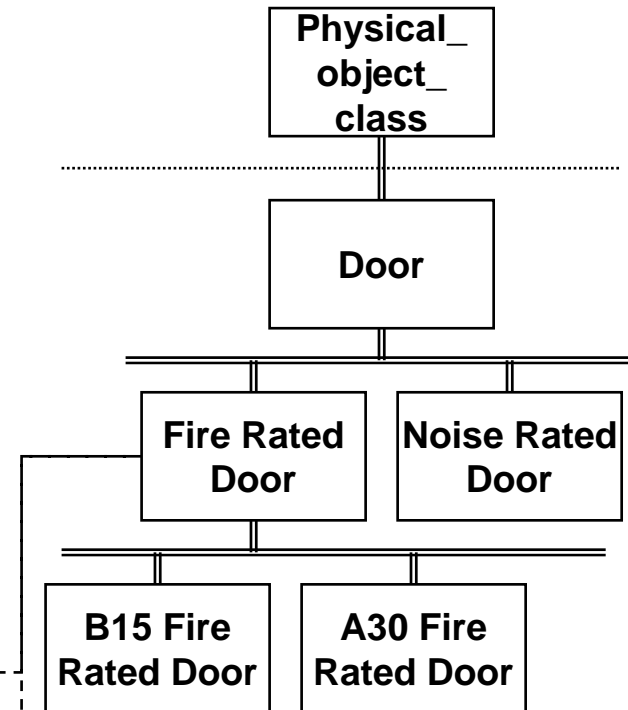 Physical_
object_
class
Door
Fire Rated
Door
Noise Rated
Door
B15 Fire
Rated Door
A30 Fire
Rated Door